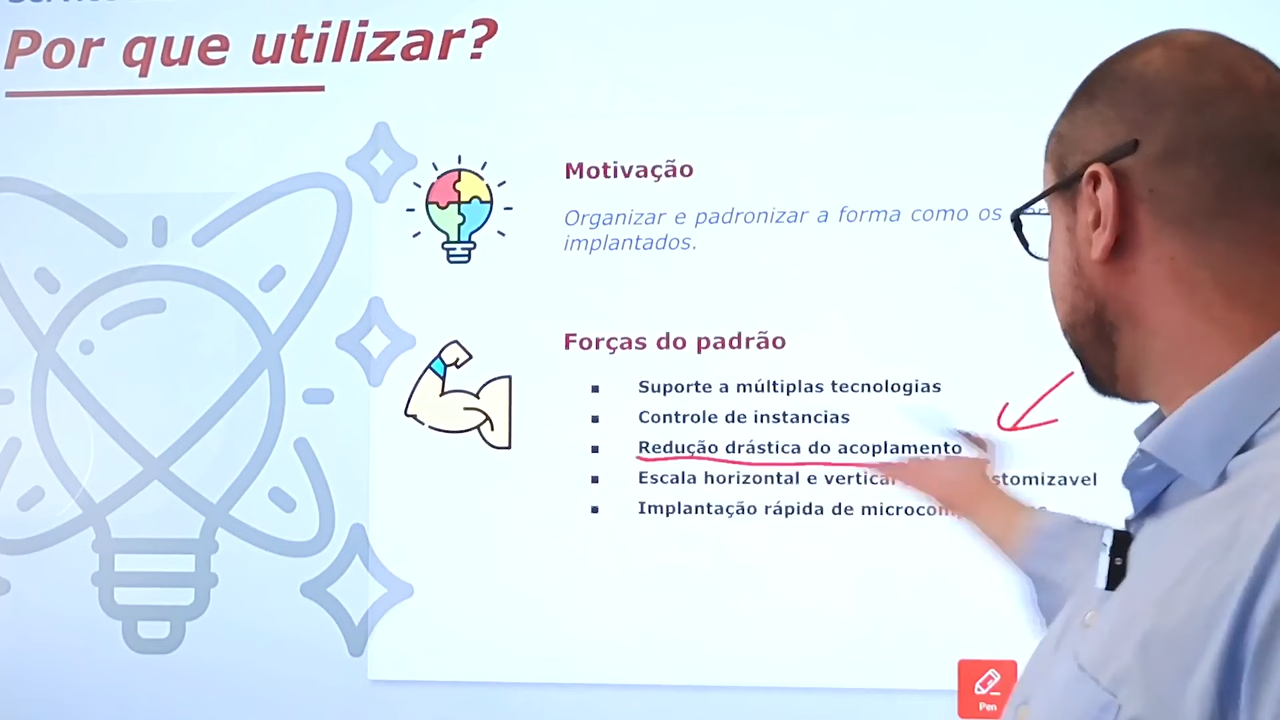 Por que utilizar?
Motivação
Organizar e padronizar a forma como os
implantados.
Forças do padrão
Suporte a múltiplas tecnologias
Controle de instancias
Redução drástica do acoplamento
Escala horizontal e vertical stomizavel
Implantação rápida de
Pen